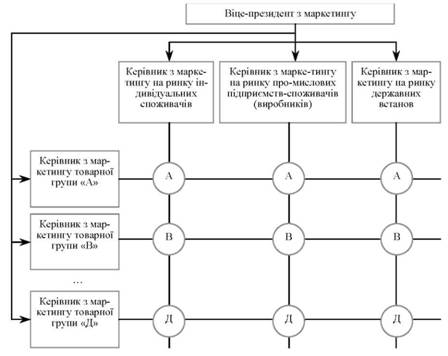 Віце-президент з маркетингу
Керівник з марке-
тингу на ринку ін-
дивідуальних
споживачів
Керівник з марке-тингу
на ринку про-мислових
підприємств-споживачів
(виробників)
Керівник з мар-
кетингу на ринку
державних
встанов
Керівник з мар-
кетингу товарної
групи «А»
А
А
А
Керівник з мар-
кетингу товарної
групи «В»
В
В
В
...
Керівник з мар-
кетингу товарної
групи «Д»
Д
Д
Д